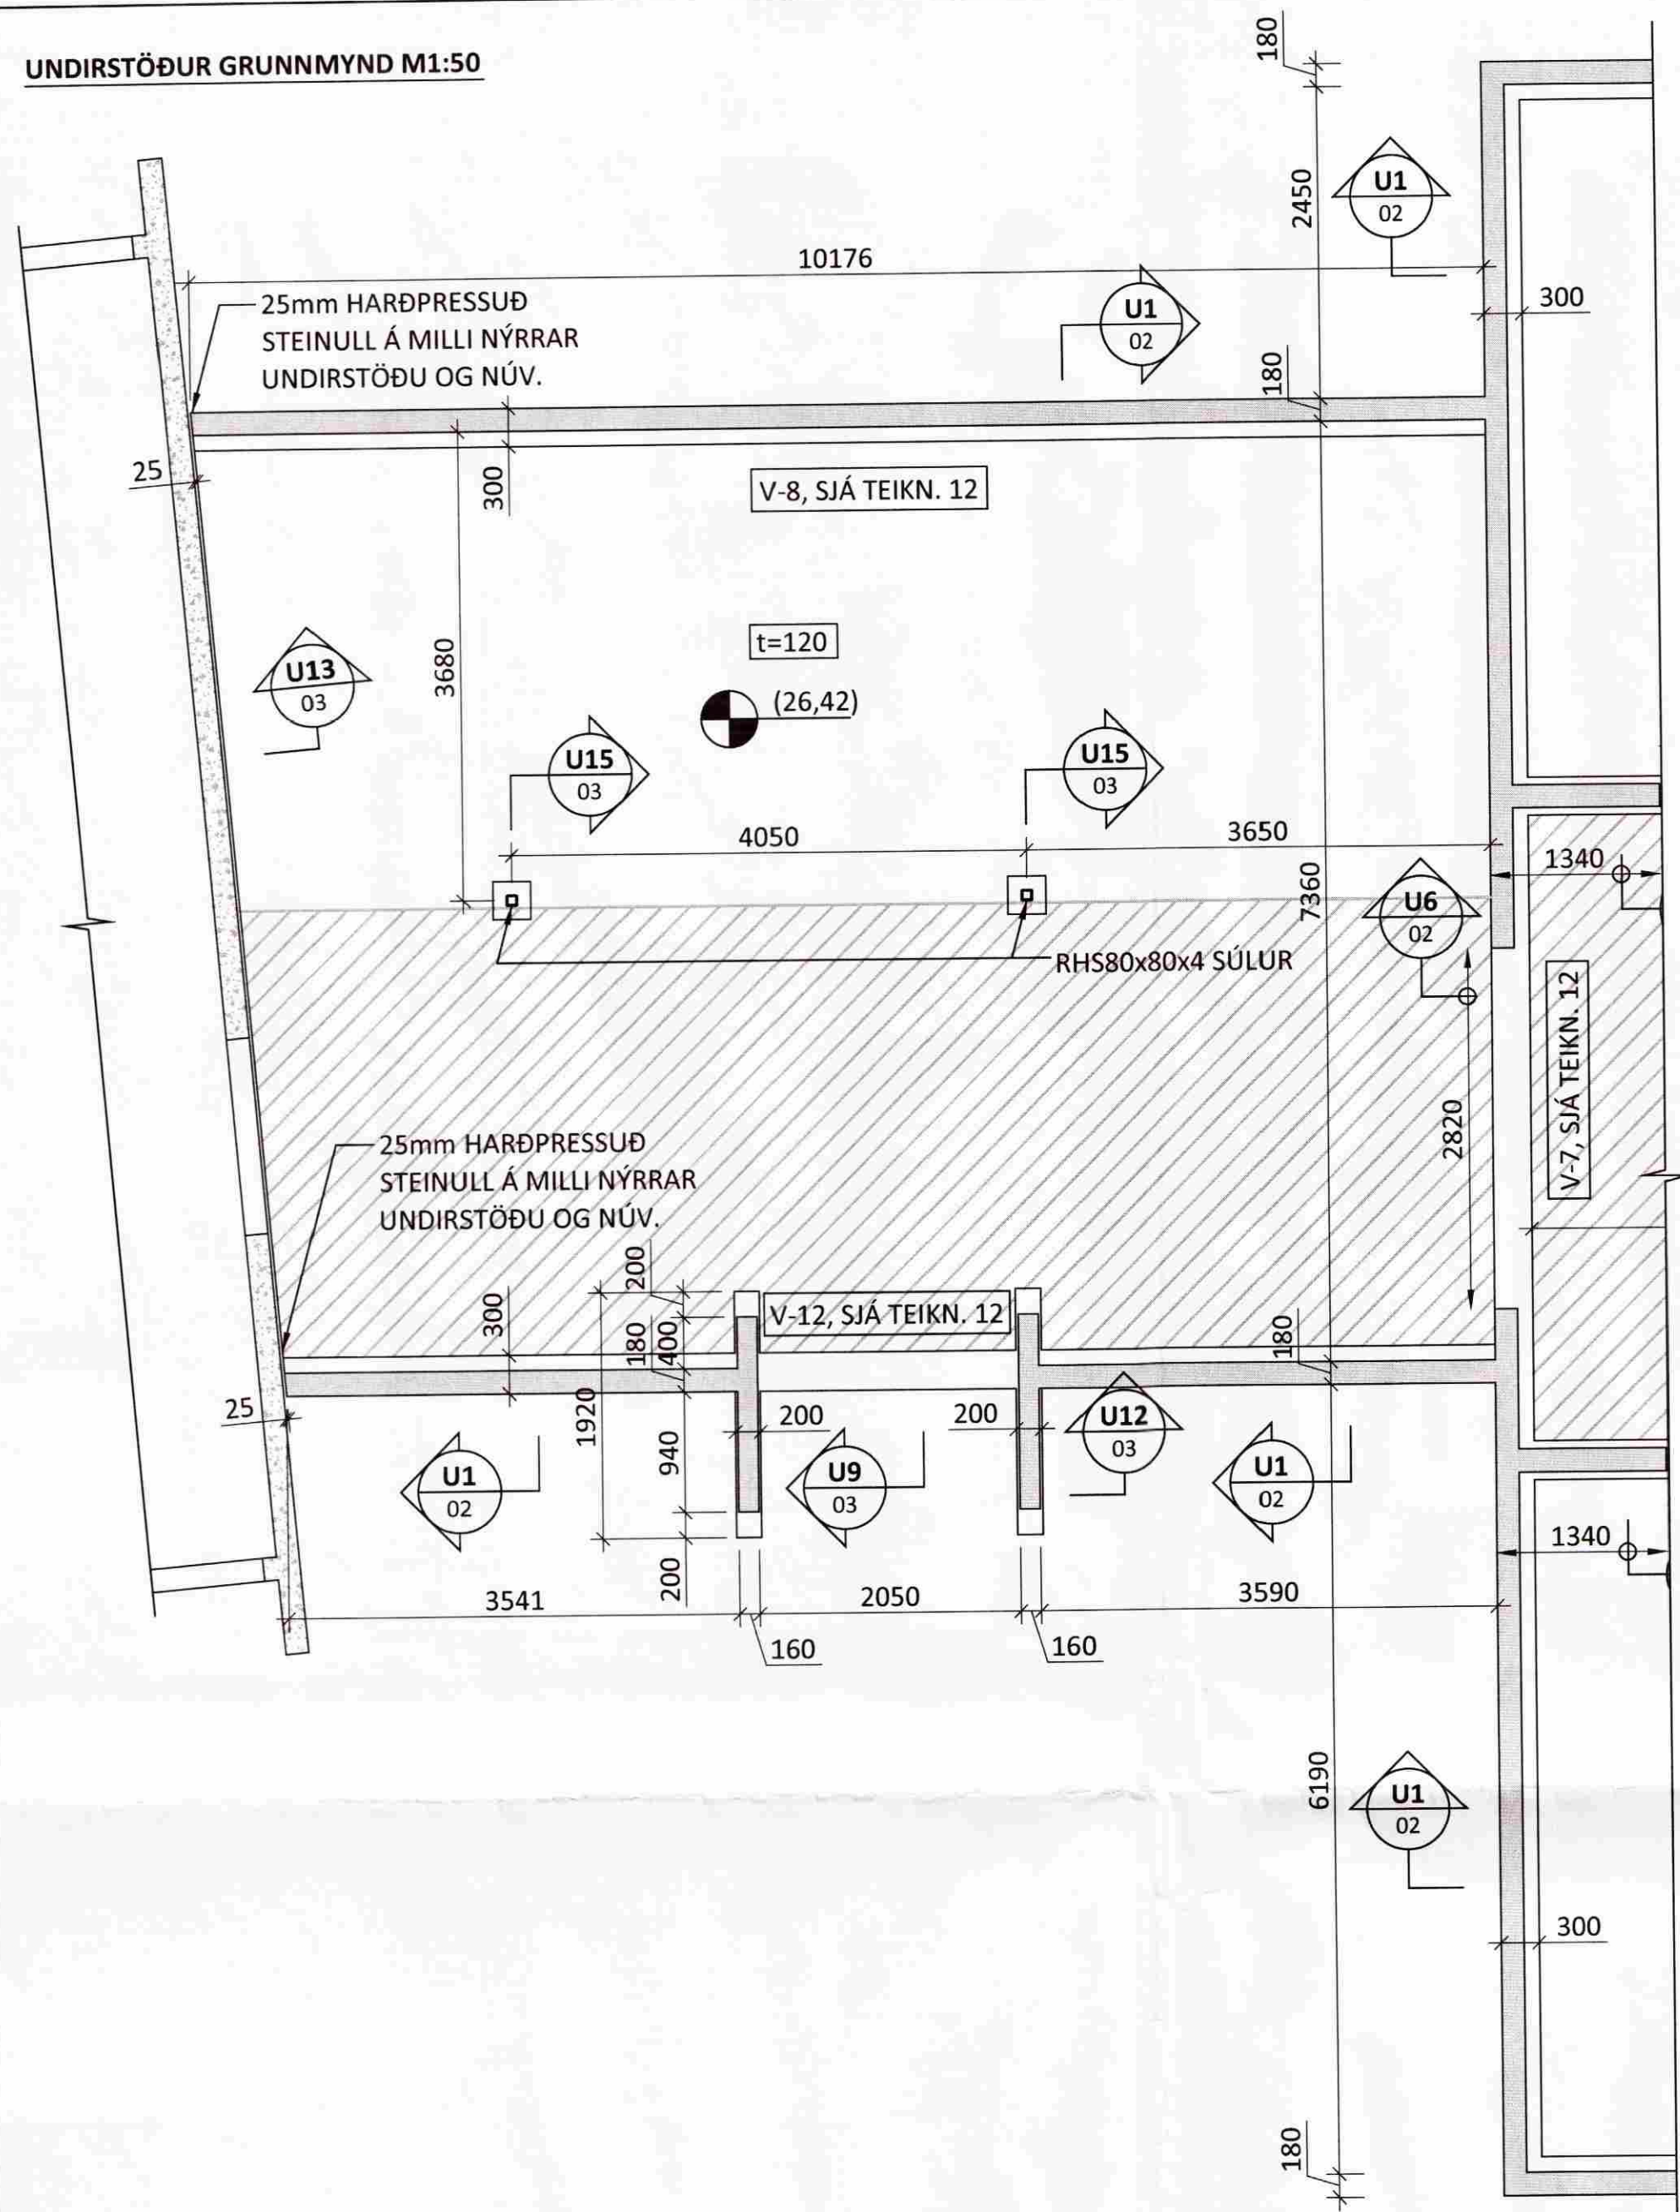 UNDIRSTÖÐUR GRUNNMYND M1:50
180
2450
U1
02
10176
300
25mm HARÐPRESSUÐ
STEINULL Á MILLI NÝRRAR
UNDIRSTÖÐU OG NÚV.
U1
02
180
25
300
V-8, SJÁ TEIKN. 12
3680
t=120
(26,42)
U13
03
U15
03
U15
03
4050
3650
7360
1340
U6
02
RHS80x80x4 SÚLUR
V-7, SJÁ TEIKN. 12
2820
25mm HARÐPRESSUÐ
STEINULL Á MILLI NÝRRAR
UNDIRSTÖÐU OG NÚV.
200
300
180
400
V-12, SJÁ TEIKN. 12
180
25
1920
940
200
200
U12
03
U1
02
U9
03
U1
02
1340
200
3541
2050
3590
160
160
6190
U1
02
300
180